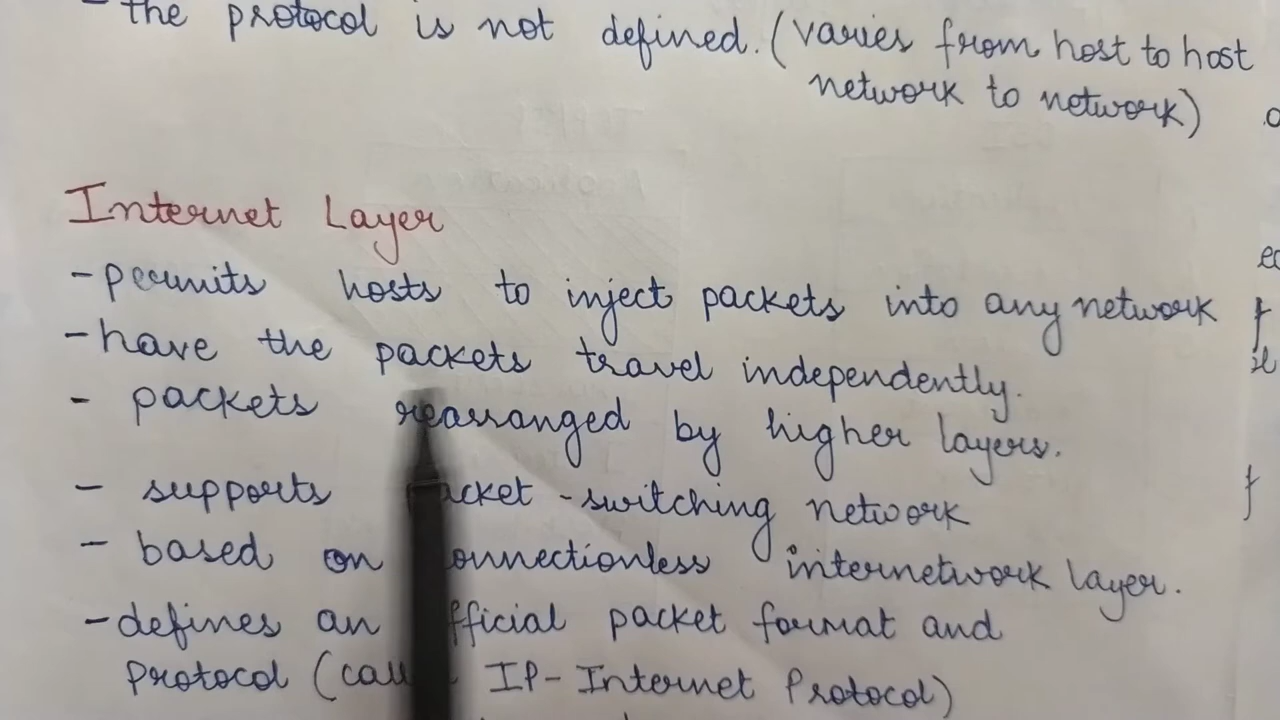 - the protocol is not defined. (varies from host to host
network to network)
Internet Layer
- permits hosts to inject packets into any network
- have the packets travel independently.
- packets rearranged by higher layers.
- supports packet-switching network
- based on connectionless internetwork layer.
- defines an official packet format and
protocol (called IP- Internet Protocol)